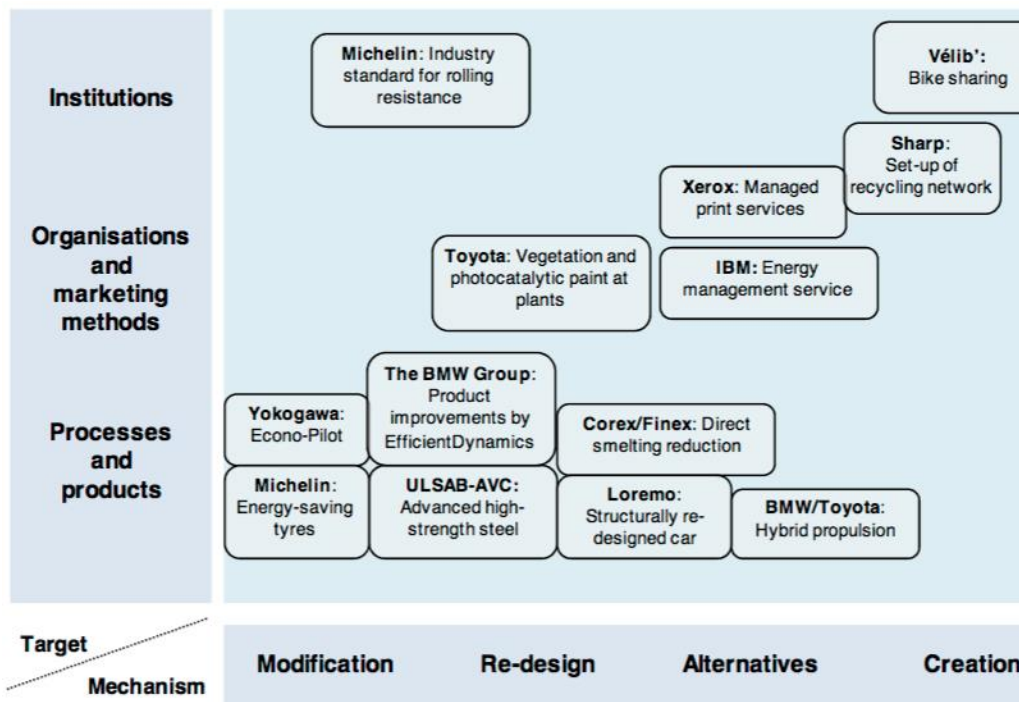 Institutions
Michelin: Industry
standard for rolling
resistance
Vélib’:
Bike sharing
Sharp:
Set-up of
recycling network
Xerox: Managed
print services
Organisations
and
marketing
methods
Toyota: Vegetation and
photocatalytic paint at
plants
IBM: Energy
management service
Processes
and
products
The BMW Group:
Product
improvements by
EfficientDynamics
Yokogawa:
Econo-Pilot
Corex/Finex: Direct
smelting reduction
Michelin:
Energy-saving
tyres
ULSAB-AVC:
Advanced high-
strength steel
Loremo:
Structurally re-
designed car
BMW/Toyota:
Hybrid propulsion
Target
Mechanism
Modification
Re-design
Alternatives
Creation